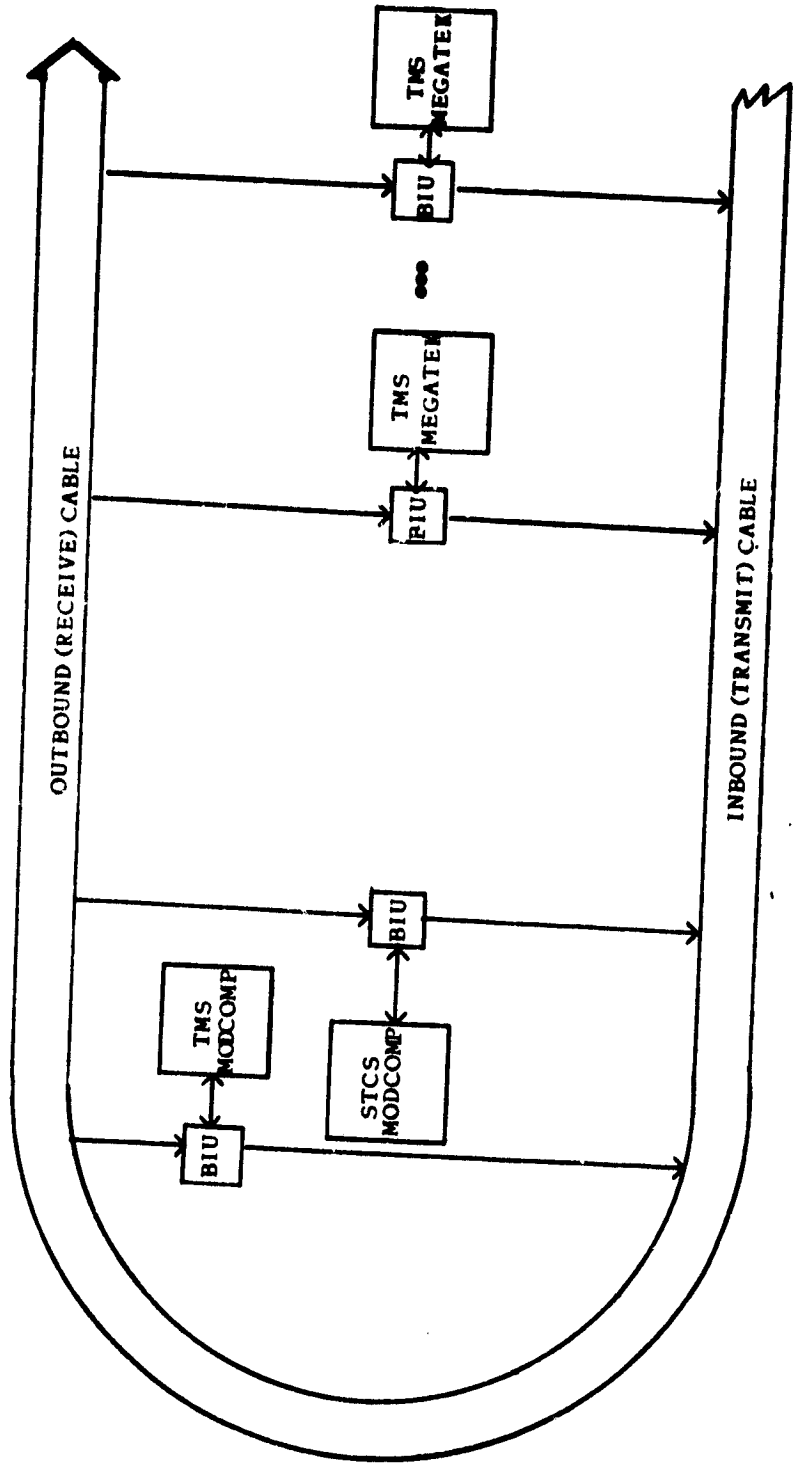 OUTBOUND (RECEIVE) CABLE
BIU
TMS
MODCOMP
STCS
MODCOMP
BIU
BIU
TMS
MEGATEK
BIU
TMS
MEGATEK
INBOUND (TRANSMIT) CABLE